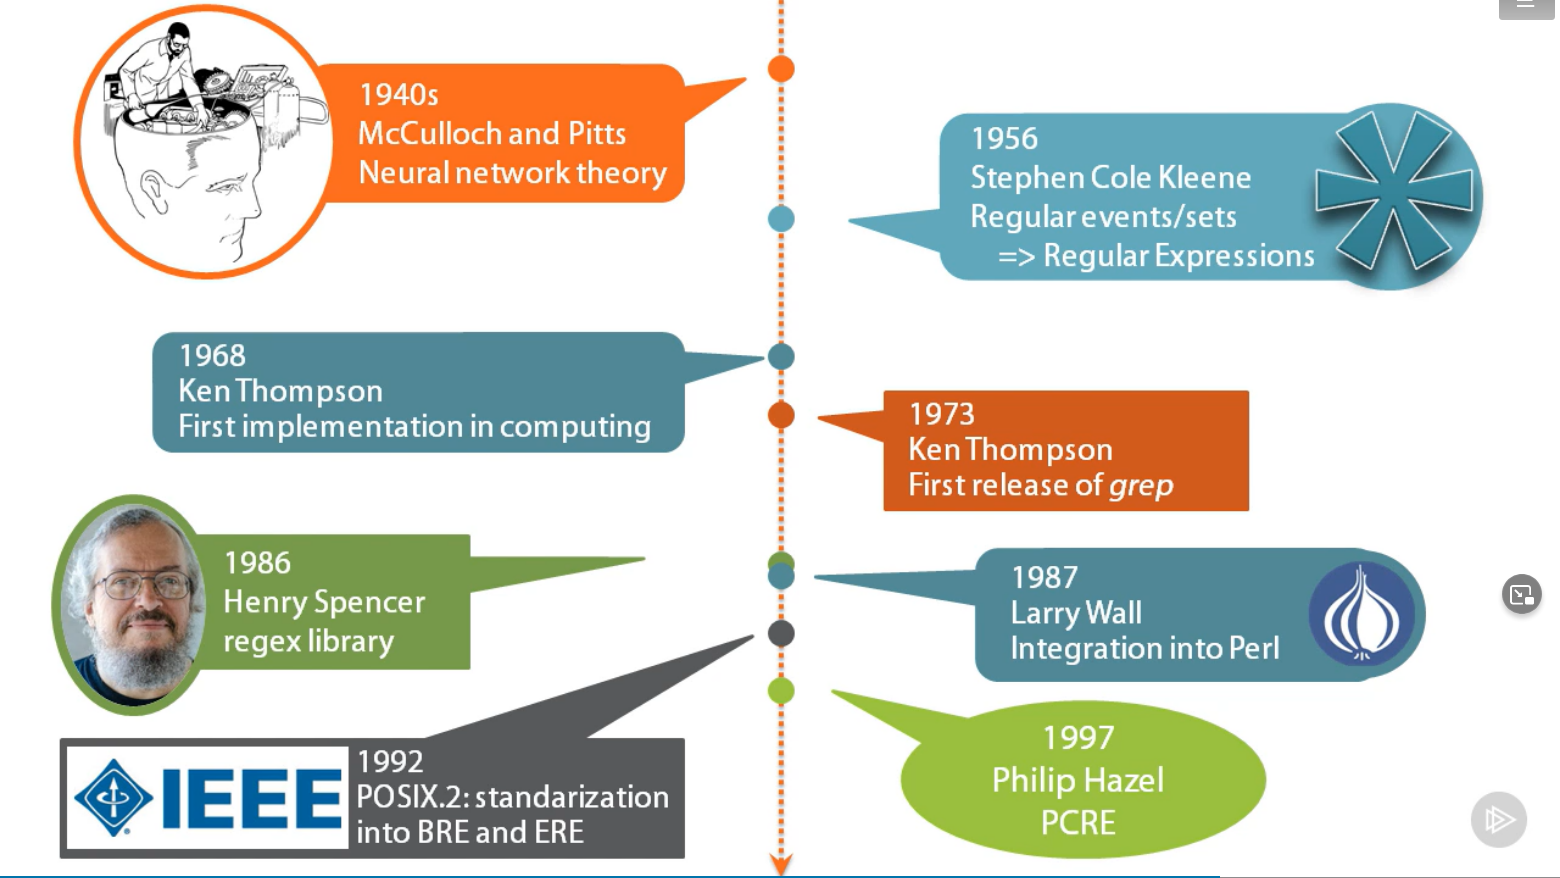 1940s
McCulloch and Pitts
Neural network theory
1956
Stephen Cole Kleene
Regular events/sets
=> Regular Expressions
1968
Ken Thompson
First implementation in computing
1973
Ken Thompson
First release of grep
1986
Henry Spencer
regex library
1987
Larry Wall
Integration into Perl
IEEE
1992
POSIX.2: standarization
into BRE and ERE
1997
Philip Hazel
PCRE